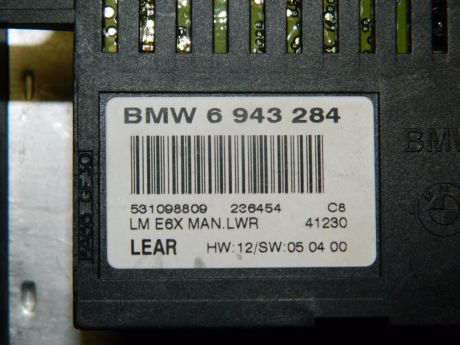 BMW 6 943 284
531098809 236454 C8
LM E6X MAN.LWR 41230
LEAR HW:12/SW:05 04 00
BMW